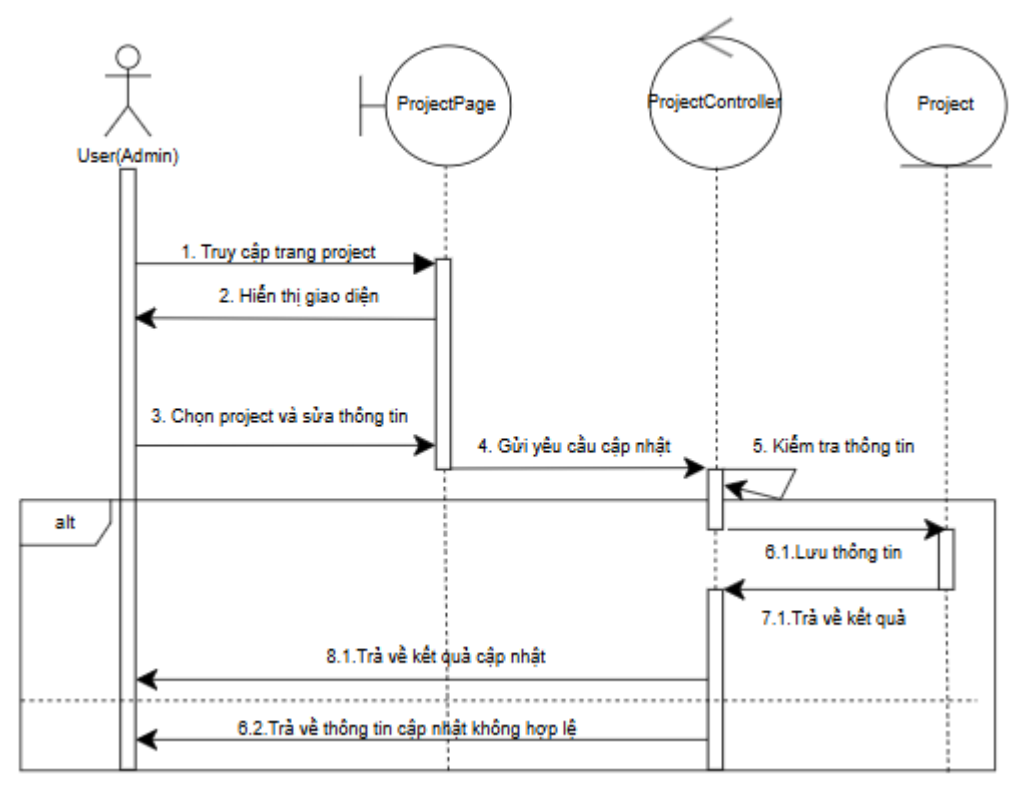 ProjectPage
ProjectController
Project
User(Admin)
1. Truy cập trang project
2. Hiển thị giao diện
3. Chọn project và sửa thông tin
4. Gửi yêu cầu cập nhật
5. Kiểm tra thông tin
alt
6.1.Lưu thông tin
7.1.Trả về kết quả
8.1.Trả về kết quả cập nhật
6.2.Trả về thông tin cập nhật không hợp lệ